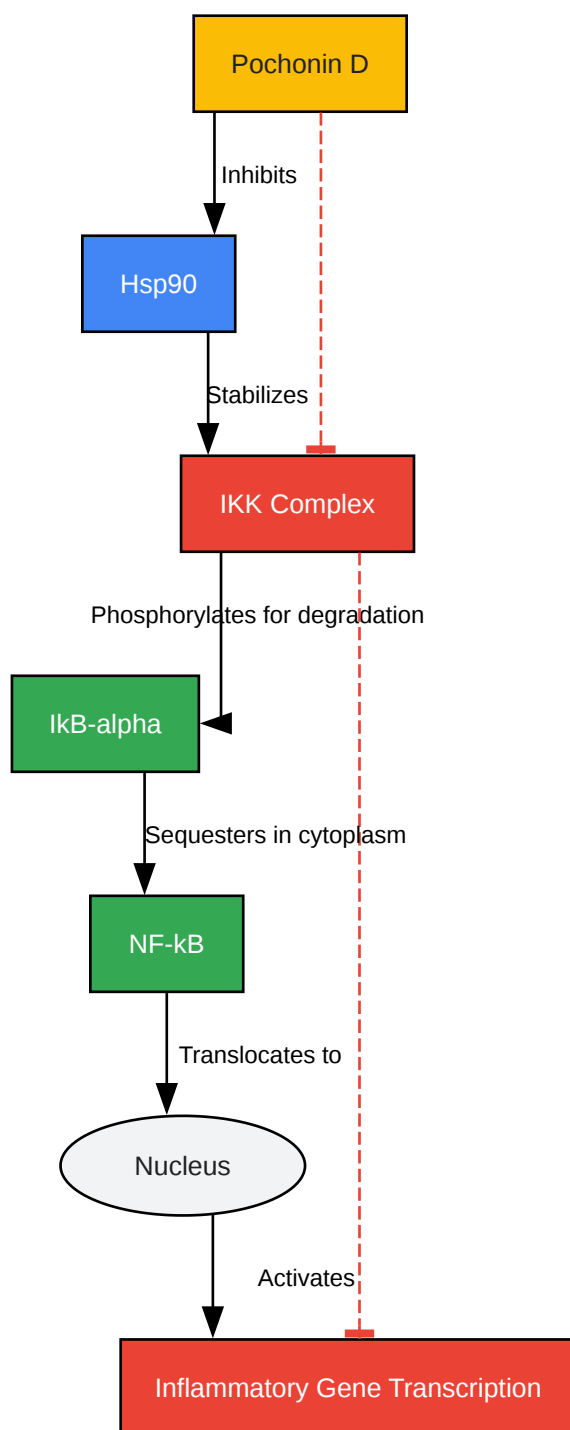 Pochonin D
Inhibits
Hsp90
Stabilizes
IKK Complex
Phosphorylates for degradation
IkB-alpha
Sequesters in cytoplasm
NF-kB
Translocates to
Nucleus
Activates
Inflammatory Gene Transcription